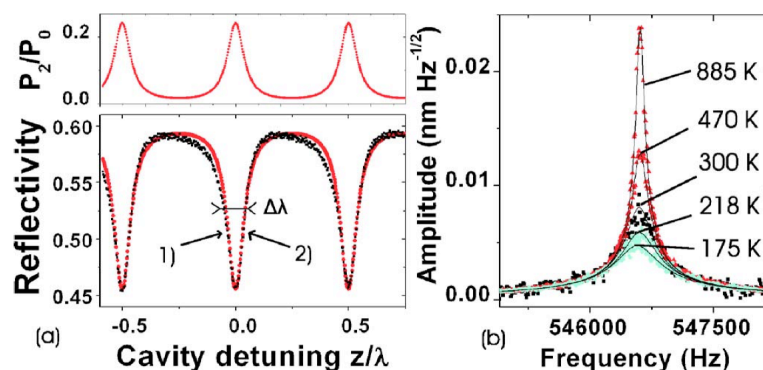 P₂/P₀
0.2
0.0
Reflectivity
0.60
0.55
0.50
0.45
Δλ
1)
2)
-0.5
0.0
0.5
(a)
Cavity detuning z/λ
Amplitude (nm Hz⁻¹/²)
0.02
0.01
0.00
885 K
470 K
300 K
218 K
175 K
546000
547500
(b)
Frequency (Hz)